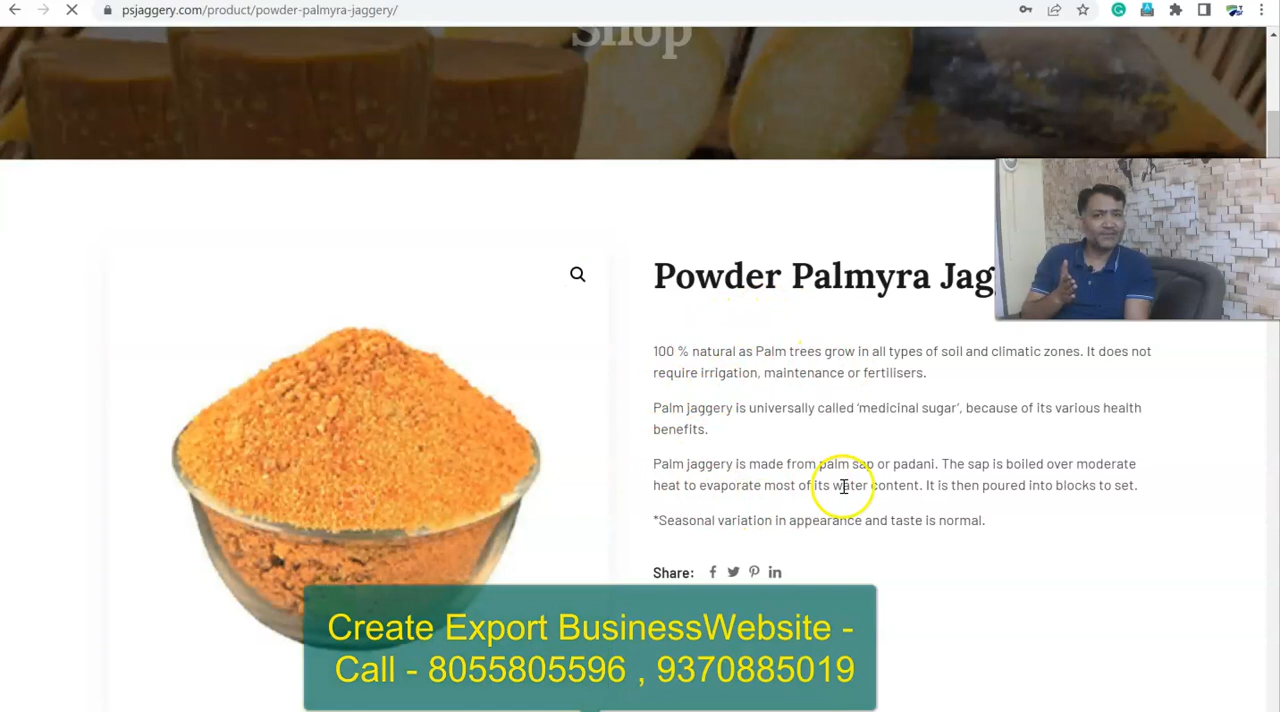 psjaggery.com/product/powder-palmyra-jaggery/
Shop
Powder Palmyra Jag
100 % natural as Palm trees grow in all types of soil and climatic zones. It does not
require irrigation, maintenance or fertilisers.
Palm jaggery is universally called ‘medicinal sugar’, because of its various health
benefits.
Palm jaggery is made from palm sap or padani. The sap is boiled over moderate
heat to evaporate most of its water content. It is then poured into blocks to set.
*Seasonal variation in appearance and taste is normal.
Share:
Create Export BusinessWebsite -
Call - 8055805596 , 9370885019